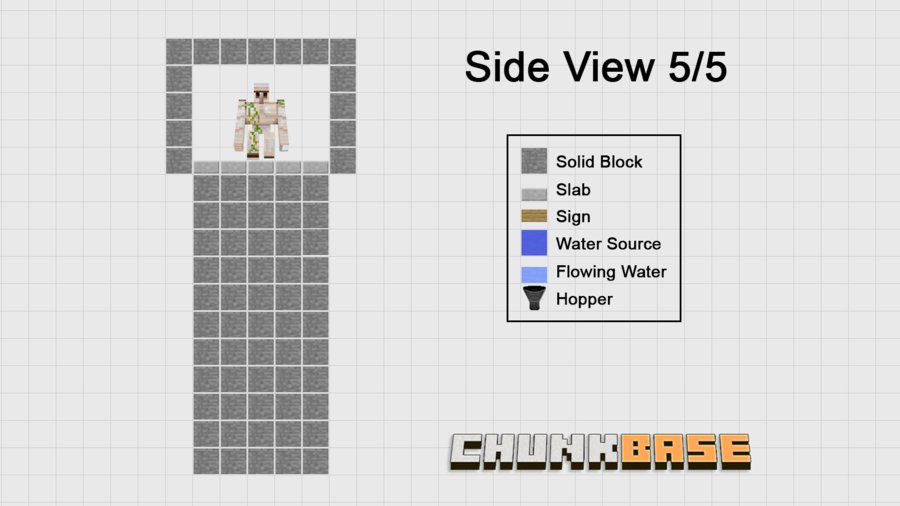 Side View 5/5
Solid Block
Slab
Sign
Water Source
Flowing Water
Hopper
CHUNKBASE